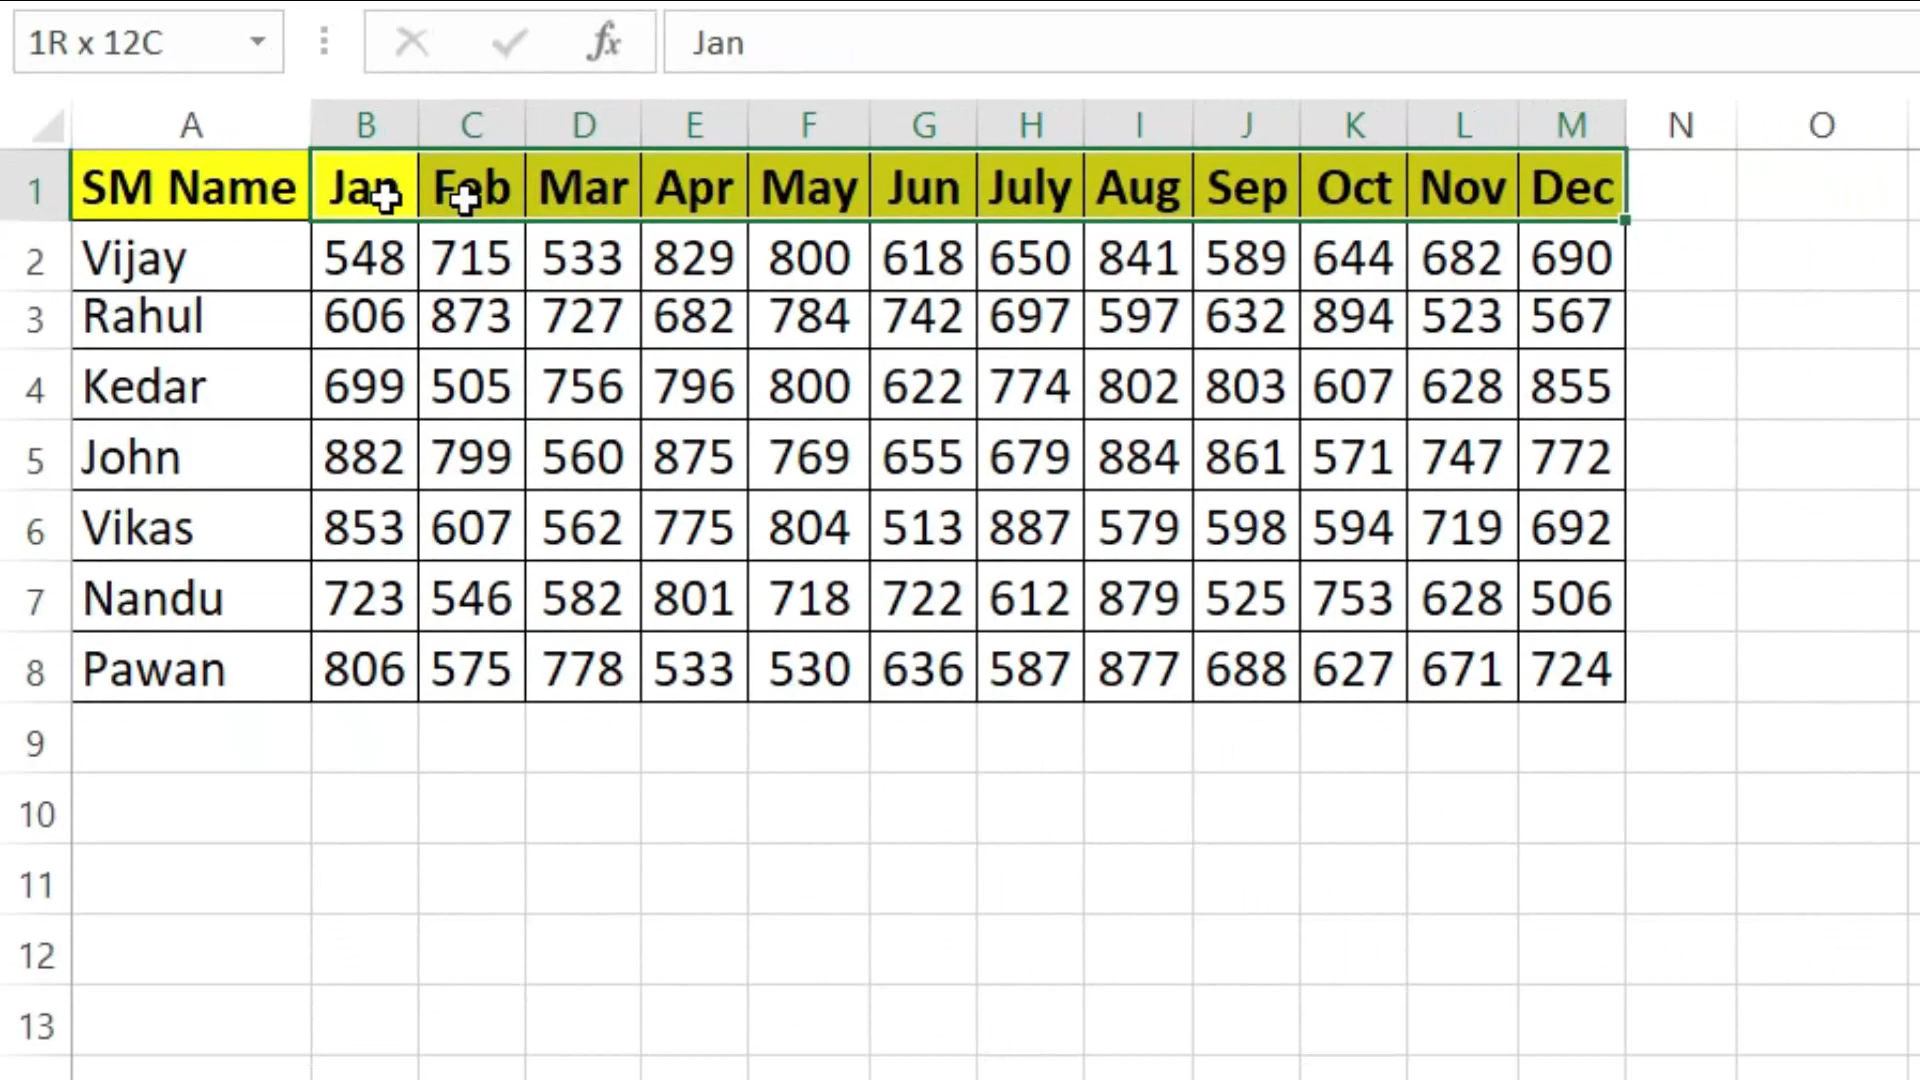 1R x 12C fx Jan
A B C D E F G H I J K L M N O
1 SM Name Jan Feb Mar Apr May Jun July Aug Sep Oct Nov Dec
2 Vijay 548 715 533 829 800 618 650 841 589 644 682 690
3 Rahul 606 873 727 682 784 742 697 597 632 894 523 567
4 Kedar 699 505 756 796 800 622 774 802 803 607 628 855
5 John 882 799 560 875 769 655 679 884 861 571 747 772
6 Vikas 853 607 562 775 804 513 887 579 598 594 719 692
7 Nandu 723 546 582 801 718 722 612 879 525 753 628 506
8 Pawan 806 575 778 533 530 636 587 877 688 627 671 724
9
10
11
12
13